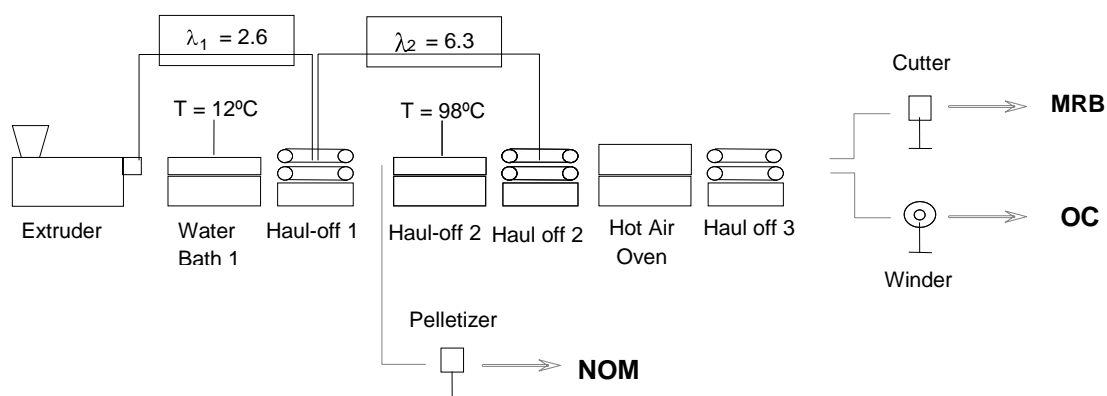 λ1 = 2.6
λ2 = 6.3
Cutter
MRB
T = 12ºC
T = 98ºC
Extruder
Water
Bath 1
Haul-off 1
Haul-off 2
Haul off 2
Hot Air
Oven
Haul off 3
OC
Winder
Pelletizer
NOM